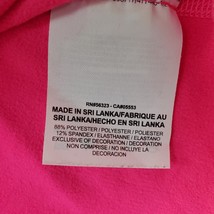 RN#56323 - CA#05553
MADE IN SRI LANKA/FABRIQUE AU
SRI LANKA/HECHO EN SRI LANKA
88% POLYESTER / POLYESTER / POLIESTER
12% SPANDEX / ELASTHANNE / ELASTANO
EXCLUSIVE OF DECORATION / DECORATION
NON COMPRISE / NO INCLUYE
DECORACION